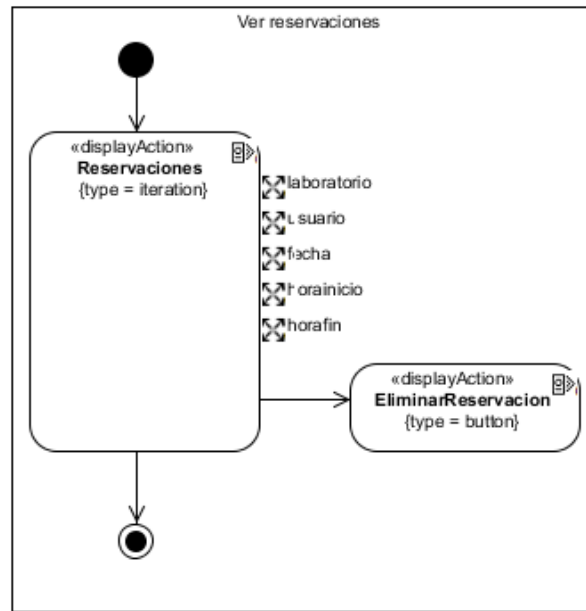 Ver reservaciones
«displayAction»
Reservaciones
{type = iteration}
laboratorio
usuario
fecha
horainicio
horafin
«displayAction»
EliminarReservacion
{type = button}